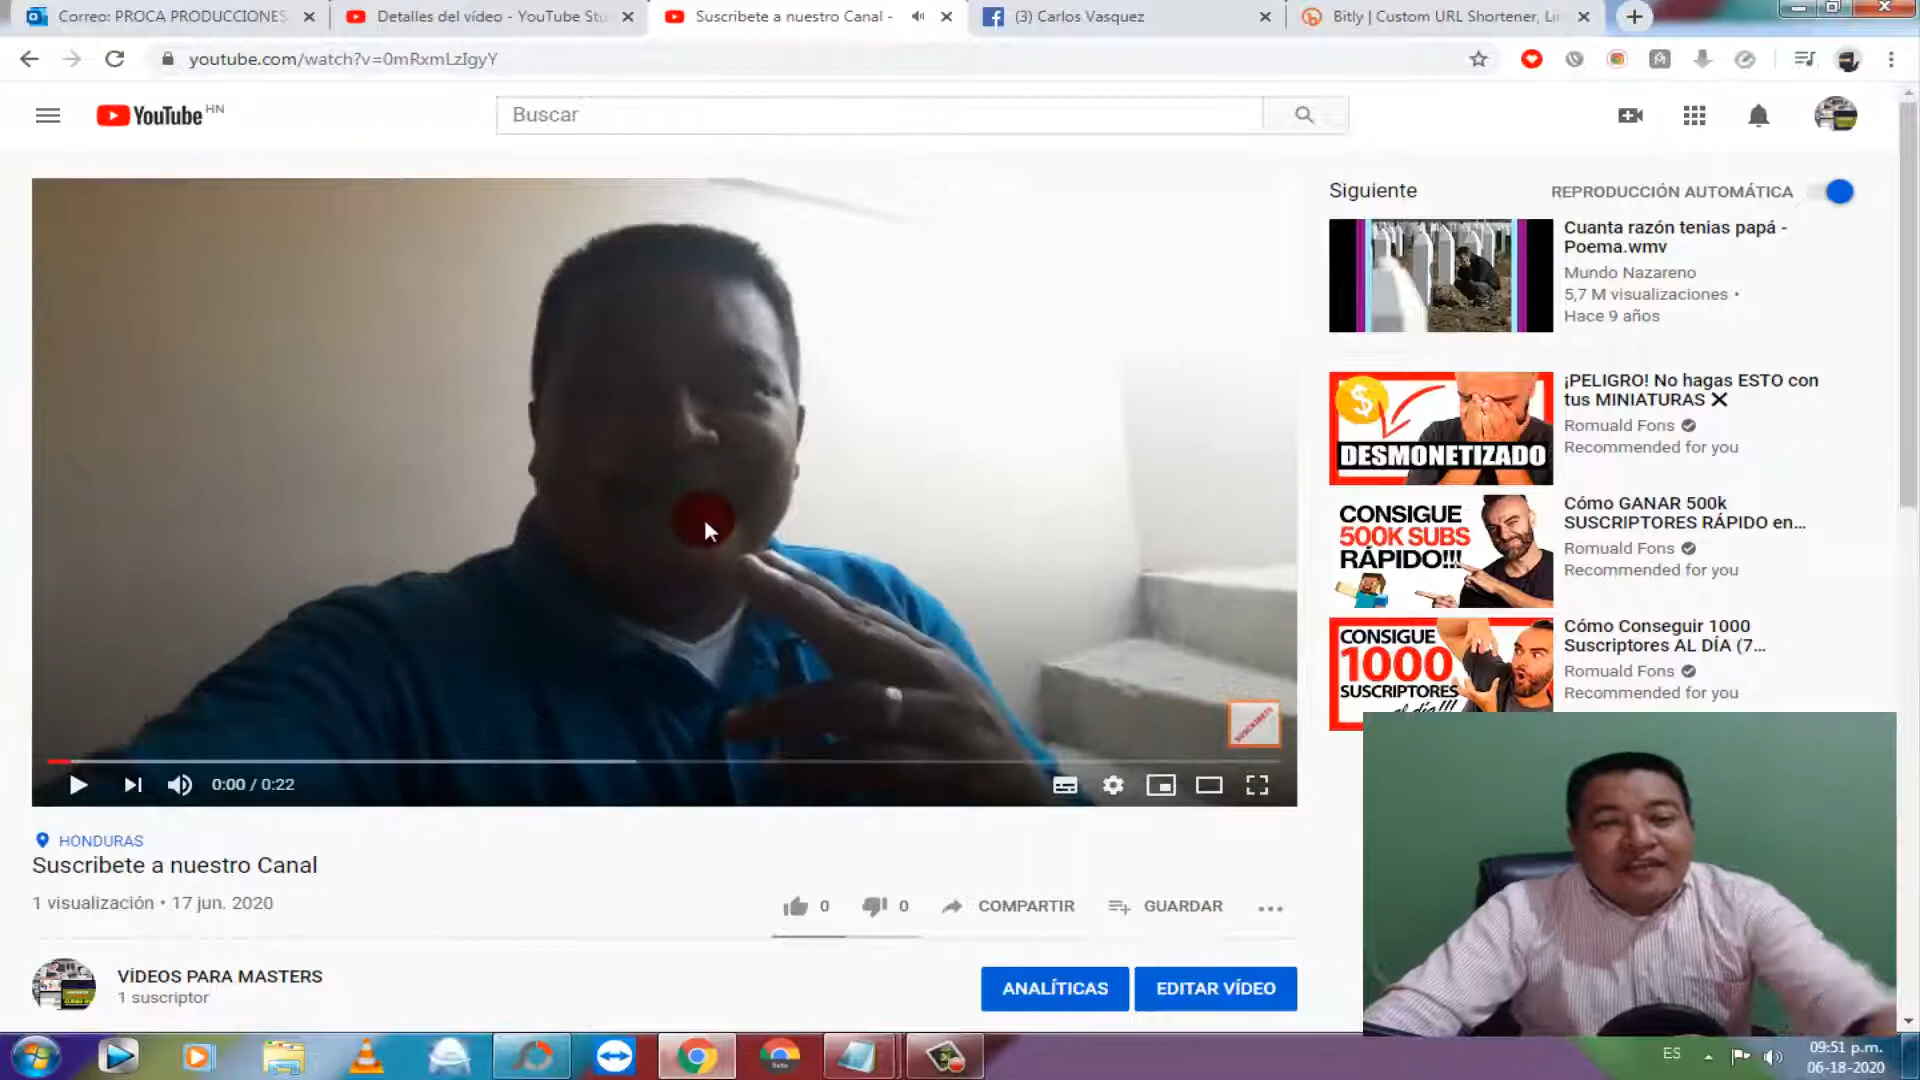 Correo: PROCA PRODUCCIONES
Detalles del vídeo - YouTube Stu
Suscribete a nuestro Canal -
(3) Carlos Vasquez
Bitly | Custom URL Shortener, Li
youtube.com/watch?v=0mRxmLzIgyY
YouTube HN
Buscar
Siguiente
REPRODUCCIÓN AUTOMÁTICA
Cuanta razón tenias papá -
Poema.wmv
Mundo Nazareno
5,7 M visualizaciones •
Hace 9 años
DESMONETIZADO
¡PELIGRO! No hagas ESTO con
tus MINIATURAS ❌
Romuald Fons
Recommended for you
CONSIGUE
500K SUBS
RÁPIDO!!!
Cómo GANAR 500k
SUSCRIPTORES RÁPIDO en...
Romuald Fons
Recommended for you
CONSIGUE
1000
SUSCRIPTORES
al día!!!
Cómo Conseguir 1000
Suscriptores AL DÍA (7...
Romuald Fons
Recommended for you
SUSCRIBETE
0:00 / 0:22
HONDURAS
Suscribete a nuestro Canal
1 visualización • 17 jun. 2020
0
0
COMPARTIR
GUARDAR
VÍDEOS PARA MASTERS
1 suscriptor
ANALÍTICAS
EDITAR VÍDEO
ES
09:51 p.m.
06-18-2020